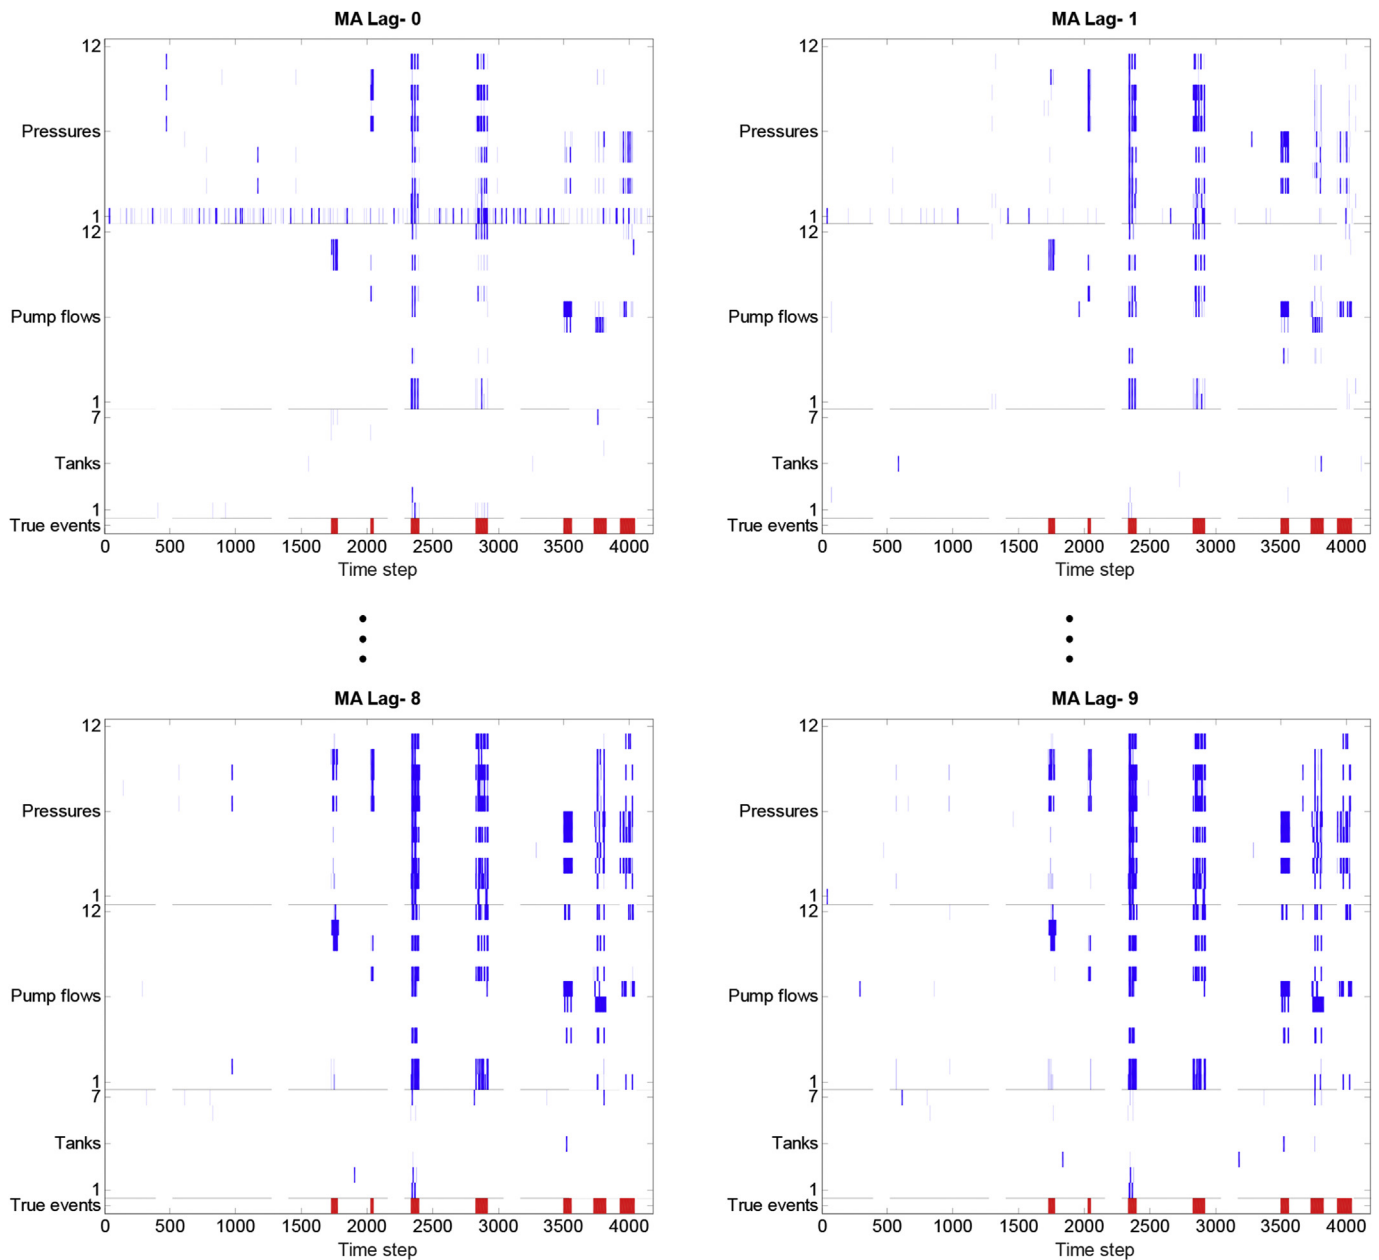 MA Lag- 0
12
Pressures
1
12
Pump flows
1
7
Tanks
1
True events
0 500 1000 1500 2000 2500 3000 3500 4000
Time step
MA Lag- 1
12
Pressures
1
12
Pump flows
1
7
Tanks
1
True events
0 500 1000 1500 2000 2500 3000 3500 4000
Time step
MA Lag- 8
12
Pressures
1
12
Pump flows
1
7
Tanks
1
True events
0 500 1000 1500 2000 2500 3000 3500 4000
Time step
MA Lag- 9
12
Pressures
1
12
Pump flows
1
7
Tanks
1
True events
0 500 1000 1500 2000 2500 3000 3500 4000
Time step